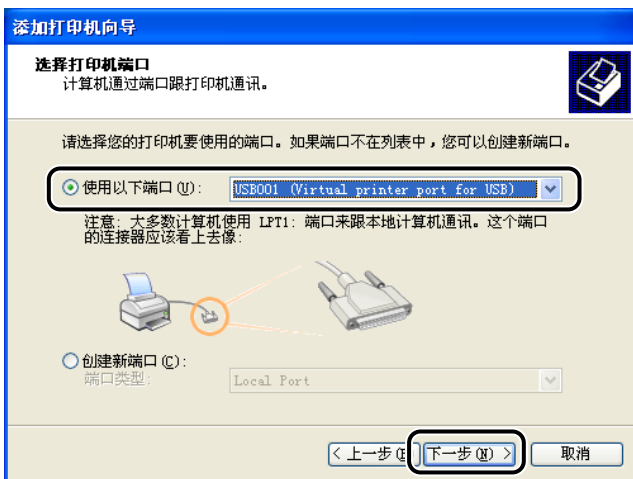 添加打印机向导
选择打印机端口
计算机通过端口跟打印机通讯。
请选择您的打印机要使用的端口。如果端口不在列表中，您可以创建新端口。
使用以下端口(U): USB001 (Virtual printer port for USB)
注意: 大多数计算机使用 LPT1: 端口来跟本地计算机通讯。这个端口
的连接器应该看上去像:
创建新端口(C):
端口类型: Local Port
< 上一步(B 下一步(N) > 取消